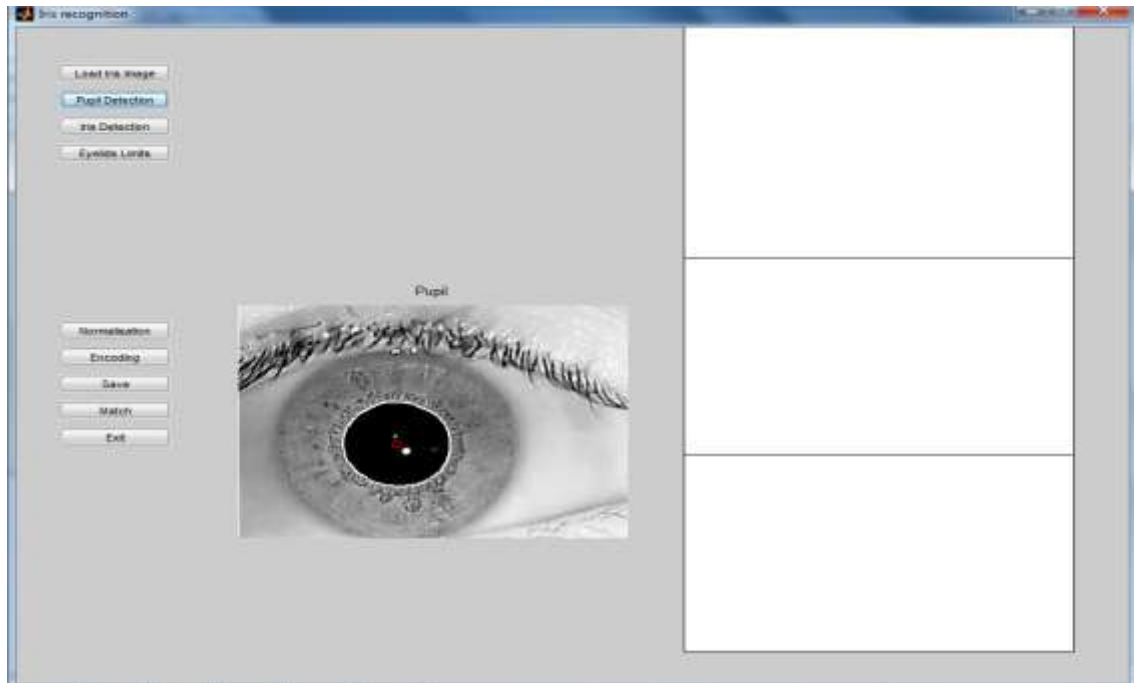 Iris recognition
Load Iris Image
Pupil Detection
Iris Detection
Eyelids Limits
Pupil
Normalisation
Encoding
Save
Match
Exit